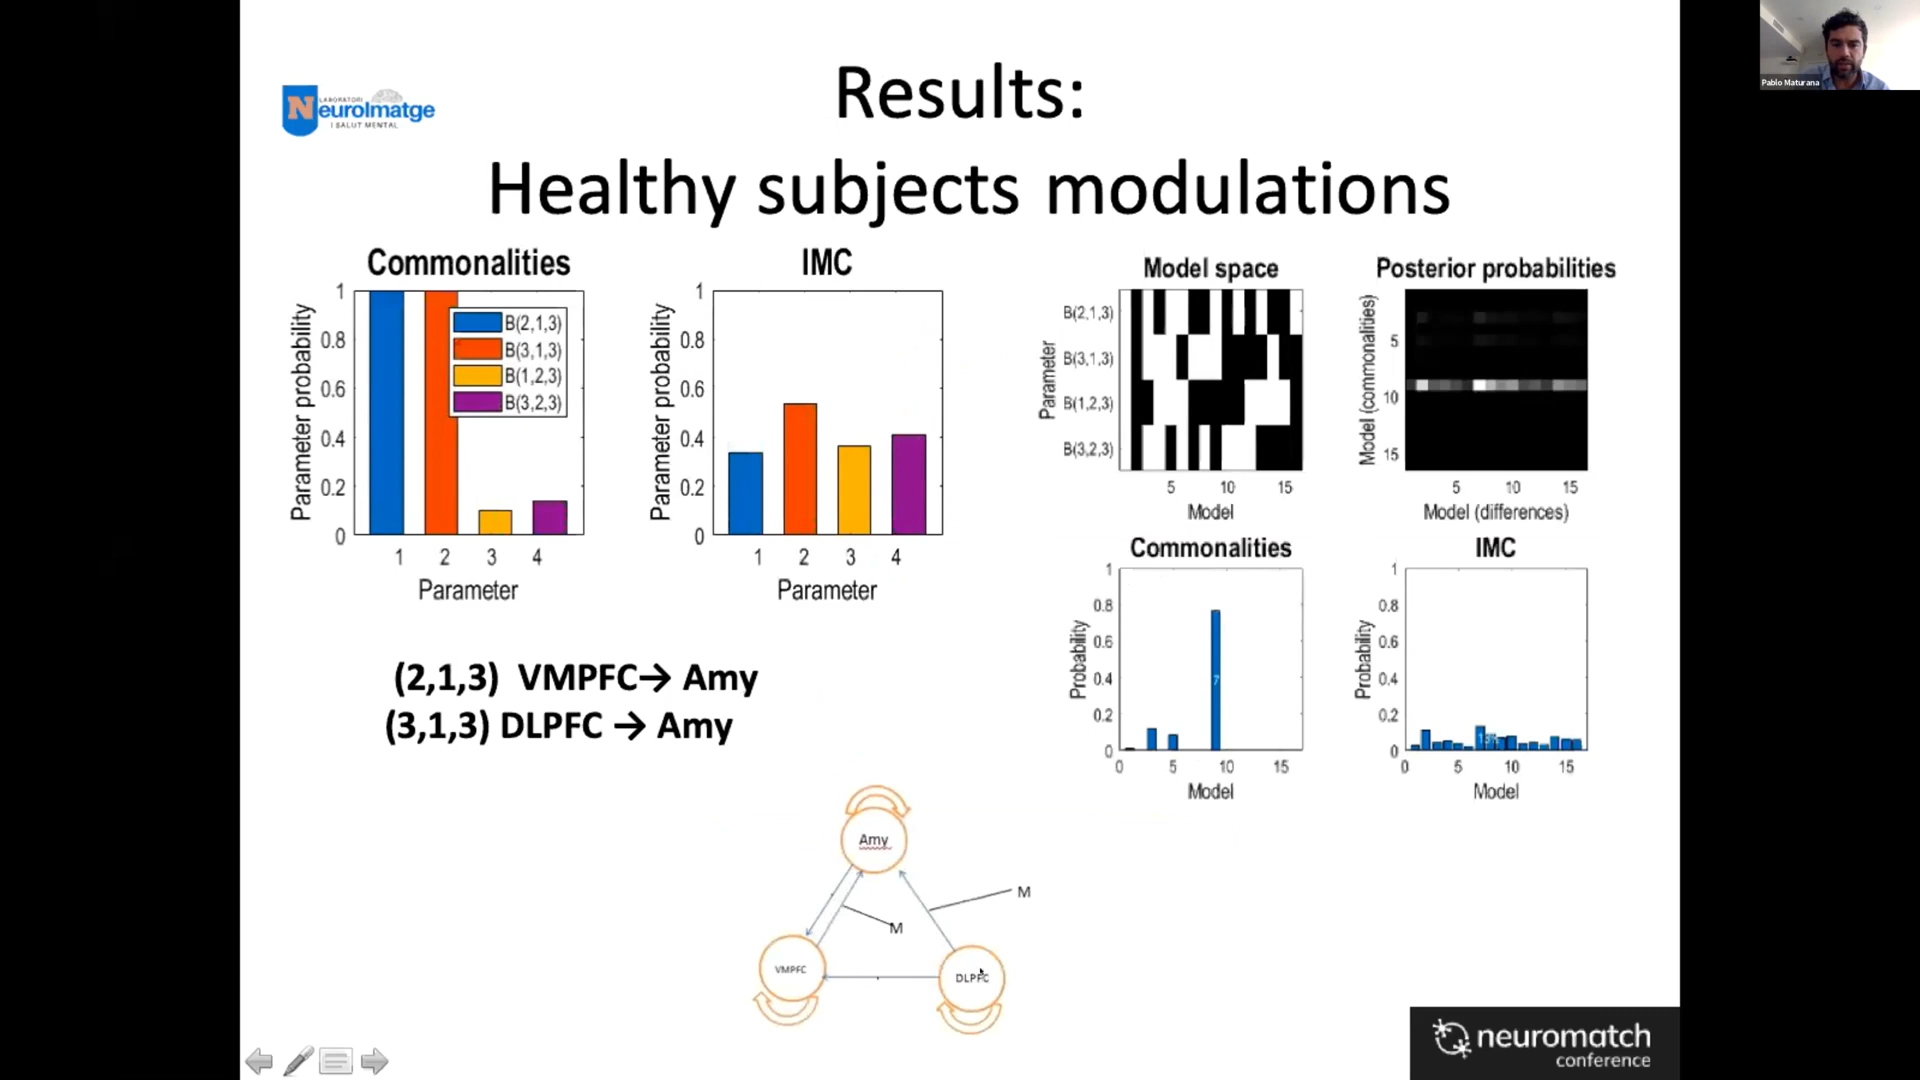 Pablo Maturana
LABORATORI
NeuroImatge
I SALUT MENTAL
Results:
Healthy subjects modulations
Commonalities
Parameter probability
1
0.8
0.6
0.4
0.2
0
B(2,1,3)
B(3,1,3)
B(1,2,3)
B(3,2,3)
1 2 3 4
Parameter
IMC
Parameter probability
1
0.8
0.6
0.4
0.2
0
1 2 3 4
Parameter
Model space
Parameter
B(2,1,3)
B(3,1,3)
B(1,2,3)
B(3,2,3)
5 10 15
Model
Posterior probabilities
Model (commonalities)
5
10
15
5 10 15
Model (differences)
Commonalities
Probability
1
0.8
0.6
0.4
0.2
0
7
0 5 10 15
Model
IMC
Probability
1
0.8
0.6
0.4
0.2
0
0 5 10 15
Model
(2,1,3) VMPFC→ Amy
(3,1,3) DLPFC → Amy
Amy
M
M
VMPFC
DLPFC
neuromatch
conference